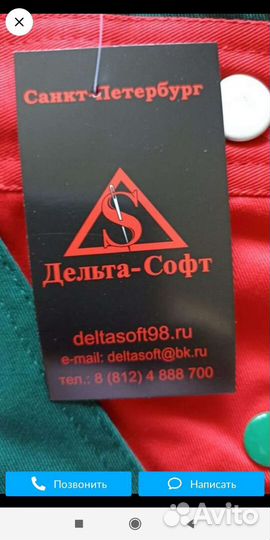 Санкт-Петербург
S
Дельта-Софт
deltasoft98.ru
e-mail: deltasoft@bk.ru
тел.: 8 (812) 4 888 700
Позвонить
Написать
Avito